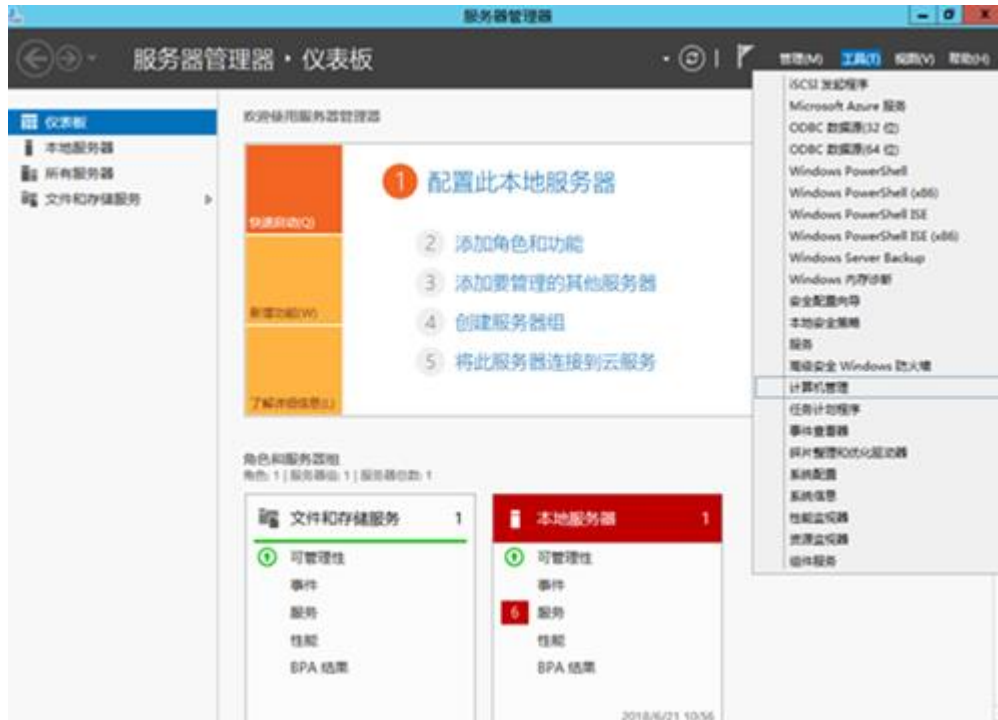 服务器管理器
服务器管理器 · 仪表板
管理(M) 工具(T) 视图(V) 帮助(H)
仪表板
本地服务器
所有服务器
文件和存储服务
欢迎使用服务器管理器
快速启动(Q)
新增功能(W)
了解详细信息(L)
1 配置此本地服务器
2 添加角色和功能
3 添加要管理的其他服务器
4 创建服务器组
5 将此服务器连接到云服务
角色和服务器组
角色: 1 | 服务器组: 1 | 服务器总数: 1
文件和存储服务 1
可管理性
事件
服务
性能
BPA 结果
本地服务器 1
可管理性
事件
6 服务
性能
BPA 结果
2018/6/21 10:56
iSCSI 发起程序
Microsoft Azure 服务
ODBC 数据源(32 位)
ODBC 数据源(64 位)
Windows PowerShell
Windows PowerShell (x86)
Windows PowerShell ISE
Windows PowerShell ISE (x86)
Windows Server Backup
Windows 内存诊断
安全配置向导
本地安全策略
服务
高级安全 Windows 防火墙
计算机管理
任务计划程序
事件查看器
碎片整理和优化驱动器
系统配置
系统信息
性能监视器
资源监视器
组件服务